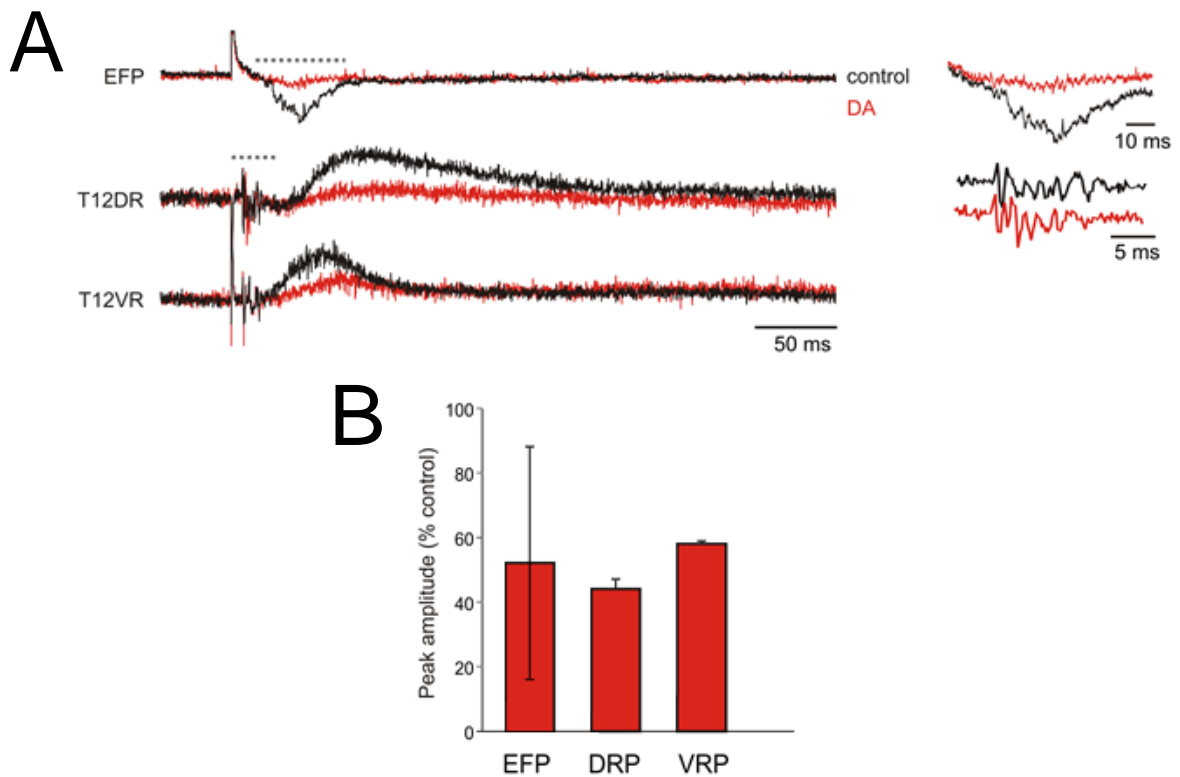 A
EFP
control
DA
10 ms
T12DR
5 ms
T12VR
50 ms
B
Peak amplitude (% control)
100
80
60
40
20
0
EFP DRP VRP